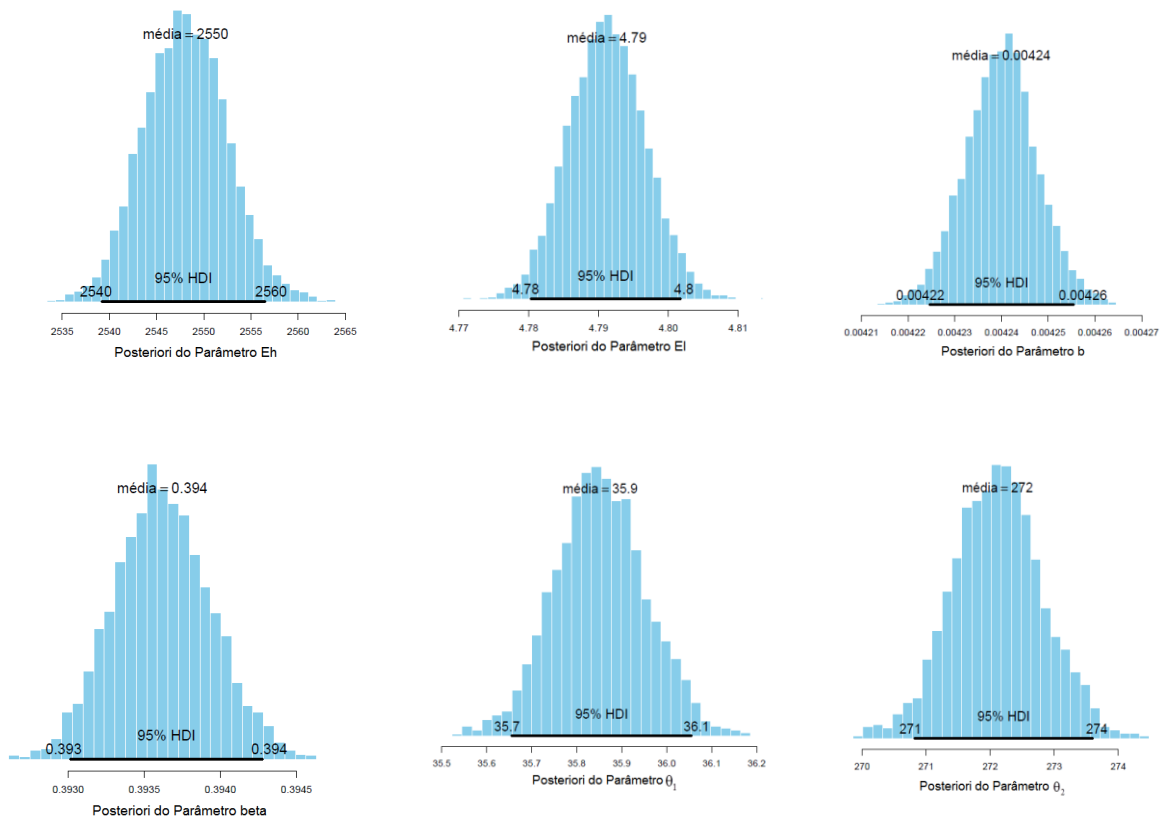 média = 2550
95% HDI
2540 2560
2535 2540 2545 2550 2555 2560 2565
Posteriori do Parâmetro Eh
média = 4.79
95% HDI
4.78 4.8
4.77 4.78 4.79 4.80 4.81
Posteriori do Parâmetro El
média = 0.00424
95% HDI
0.00422 0.00426
0.00421 0.00422 0.00423 0.00424 0.00425 0.00426 0.00427
Posteriori do Parâmetro b
média = 0.394
95% HDI
0.393 0.394
0.3930 0.3935 0.3940 0.3945
Posteriori do Parâmetro beta
média = 35.9
95% HDI
35.7 36.1
35.5 35.6 35.7 35.8 35.9 36.0 36.1 36.2
Posteriori do Parâmetro θ₁
média = 272
95% HDI
271 274
270 271 272 273 274
Posteriori do Parâmetro θ₂